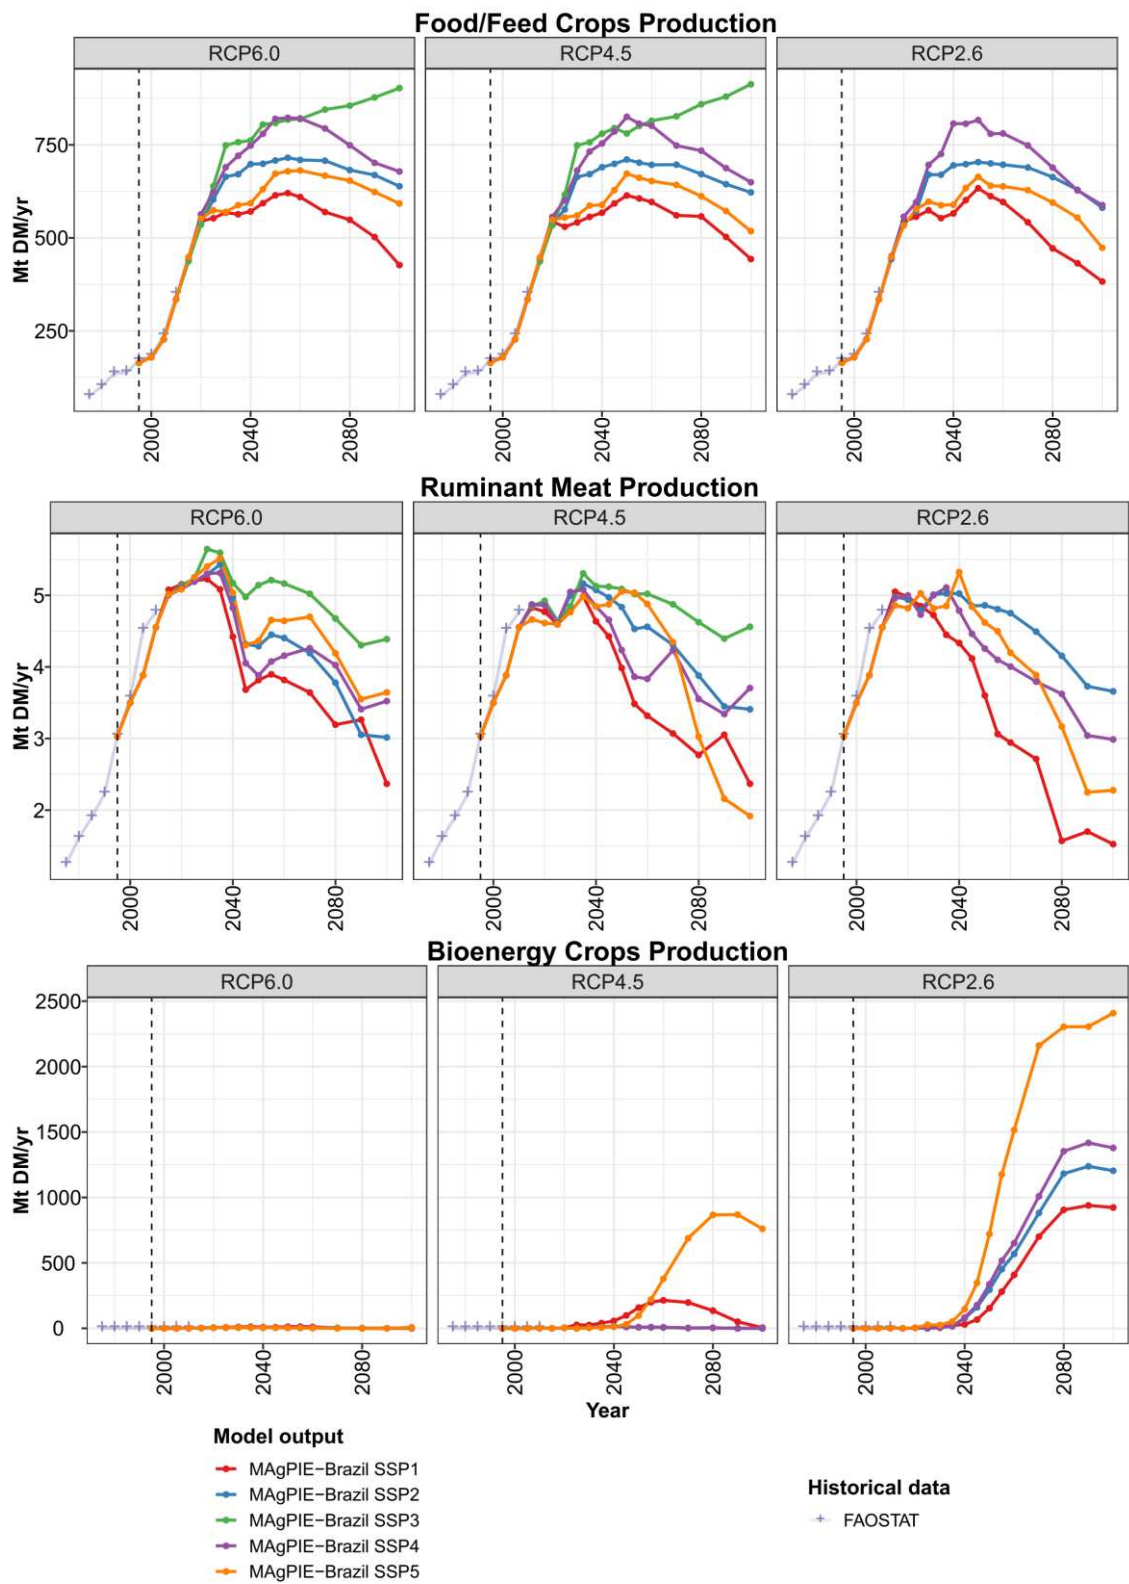 Food/Feed Crops Production
RCP6.0 RCP4.5 RCP2.6
Mt DM/yr
750
500
250
2000 2040 2080 2000 2040 2080 2000 2040 2080
Ruminant Meat Production
RCP6.0 RCP4.5 RCP2.6
Mt DM/yr
5
4
3
2
2000 2040 2080 2000 2040 2080 2000 2040 2080
Bioenergy Crops Production
RCP6.0 RCP4.5 RCP2.6
Mt DM/yr
2500
2000
1500
1000
500
0
2000 2040 2080 2000 2040 2080 2000 2040 2080
Year
Model output
MAgPIE−Brazil SSP1
MAgPIE−Brazil SSP2
MAgPIE−Brazil SSP3
MAgPIE−Brazil SSP4
MAgPIE−Brazil SSP5
Historical data
FAOSTAT